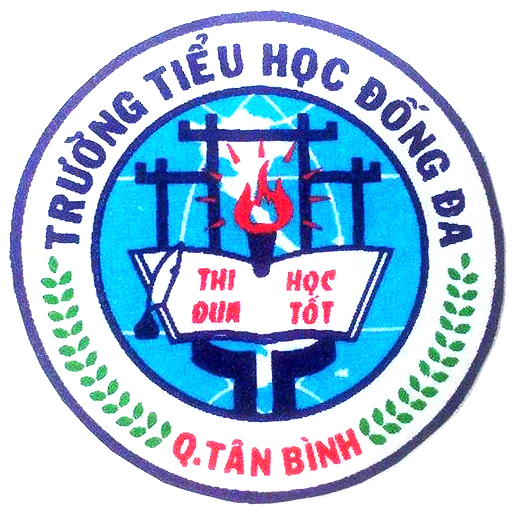 TRƯỜNG TIỂU HỌC ĐỐNG ĐA
THI HỌC
ĐUA TỐT
Q.TÂN BÌNH